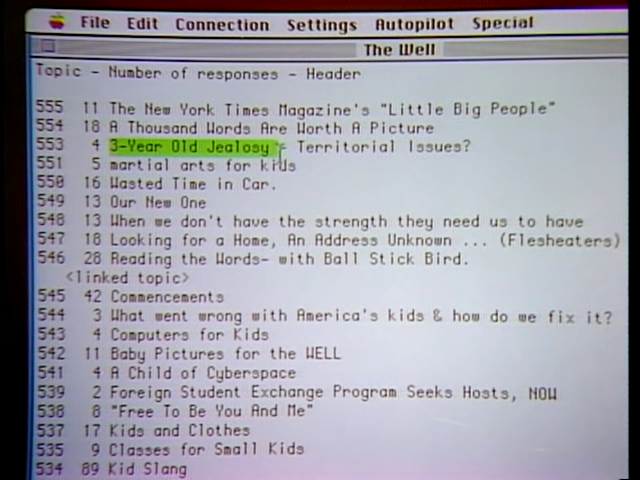 File Edit Connection Settings Autopilot Special
The Well
Topic - Number of responses - Header
555 11 The New York Times Magazine's "Little Big People"
554 18 A Thousand Words Are Worth A Picture
553 4 3-Year Old Jealosy - Territorial Issues?
551 5 martial arts for kids
550 16 Wasted Time in Car.
549 13 Our New One
548 13 When we don't have the strength they need us to have
547 18 Looking for a Home, An Address Unknown ... (Flesheaters)
546 28 Reading the Words- with Ball Stick Bird.
<linked topic>
545 42 Commencements
544 3 What went wrong with America's kids & how do we fix it?
543 4 Computers for Kids
542 11 Baby Pictures for the WELL
541 4 A Child of Cyberspace
539 2 Foreign Student Exchange Program Seeks Hosts, NOW
538 8 "Free To Be You And Me"
537 17 Kids and Clothes
535 9 Classes for Small Kids
534 89 Kid Slang